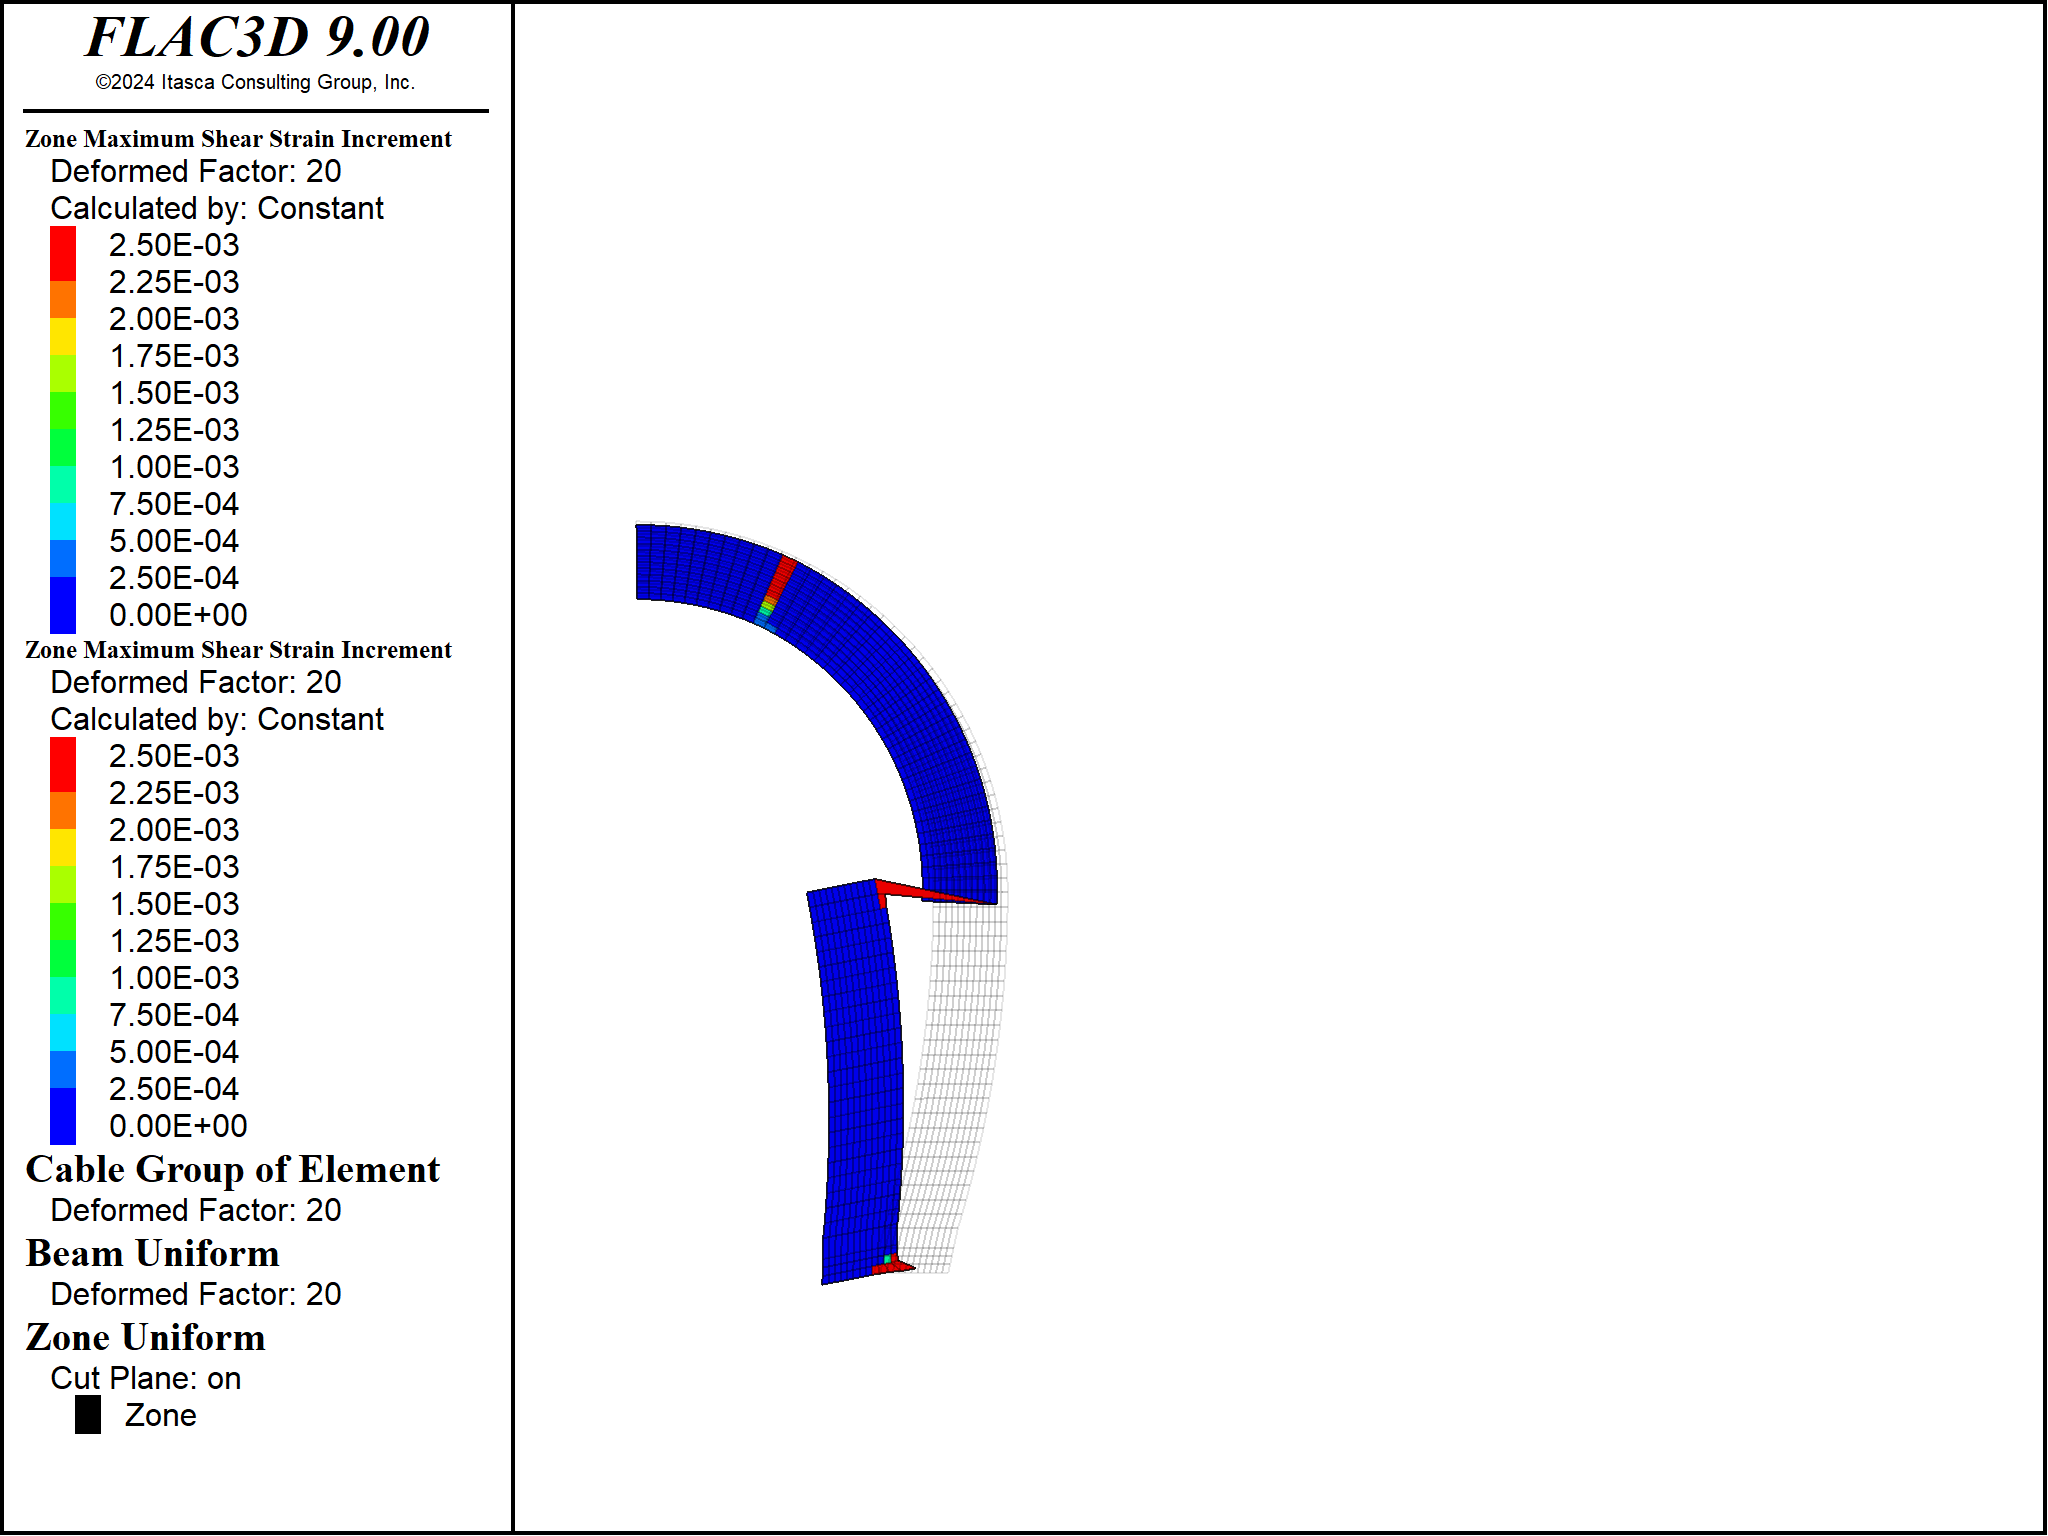 FLAC3D 9.00
©2024 Itasca Consulting Group, Inc.
Zone Maximum Shear Strain Increment
Deformed Factor: 20
Calculated by: Constant
2.50E-03
2.25E-03
2.00E-03
1.75E-03
1.50E-03
1.25E-03
1.00E-03
7.50E-04
5.00E-04
2.50E-04
0.00E+00
Zone Maximum Shear Strain Increment
Deformed Factor: 20
Calculated by: Constant
2.50E-03
2.25E-03
2.00E-03
1.75E-03
1.50E-03
1.25E-03
1.00E-03
7.50E-04
5.00E-04
2.50E-04
0.00E+00
Cable Group of Element
Deformed Factor: 20
Beam Uniform
Deformed Factor: 20
Zone Uniform
Cut Plane: on
Zone